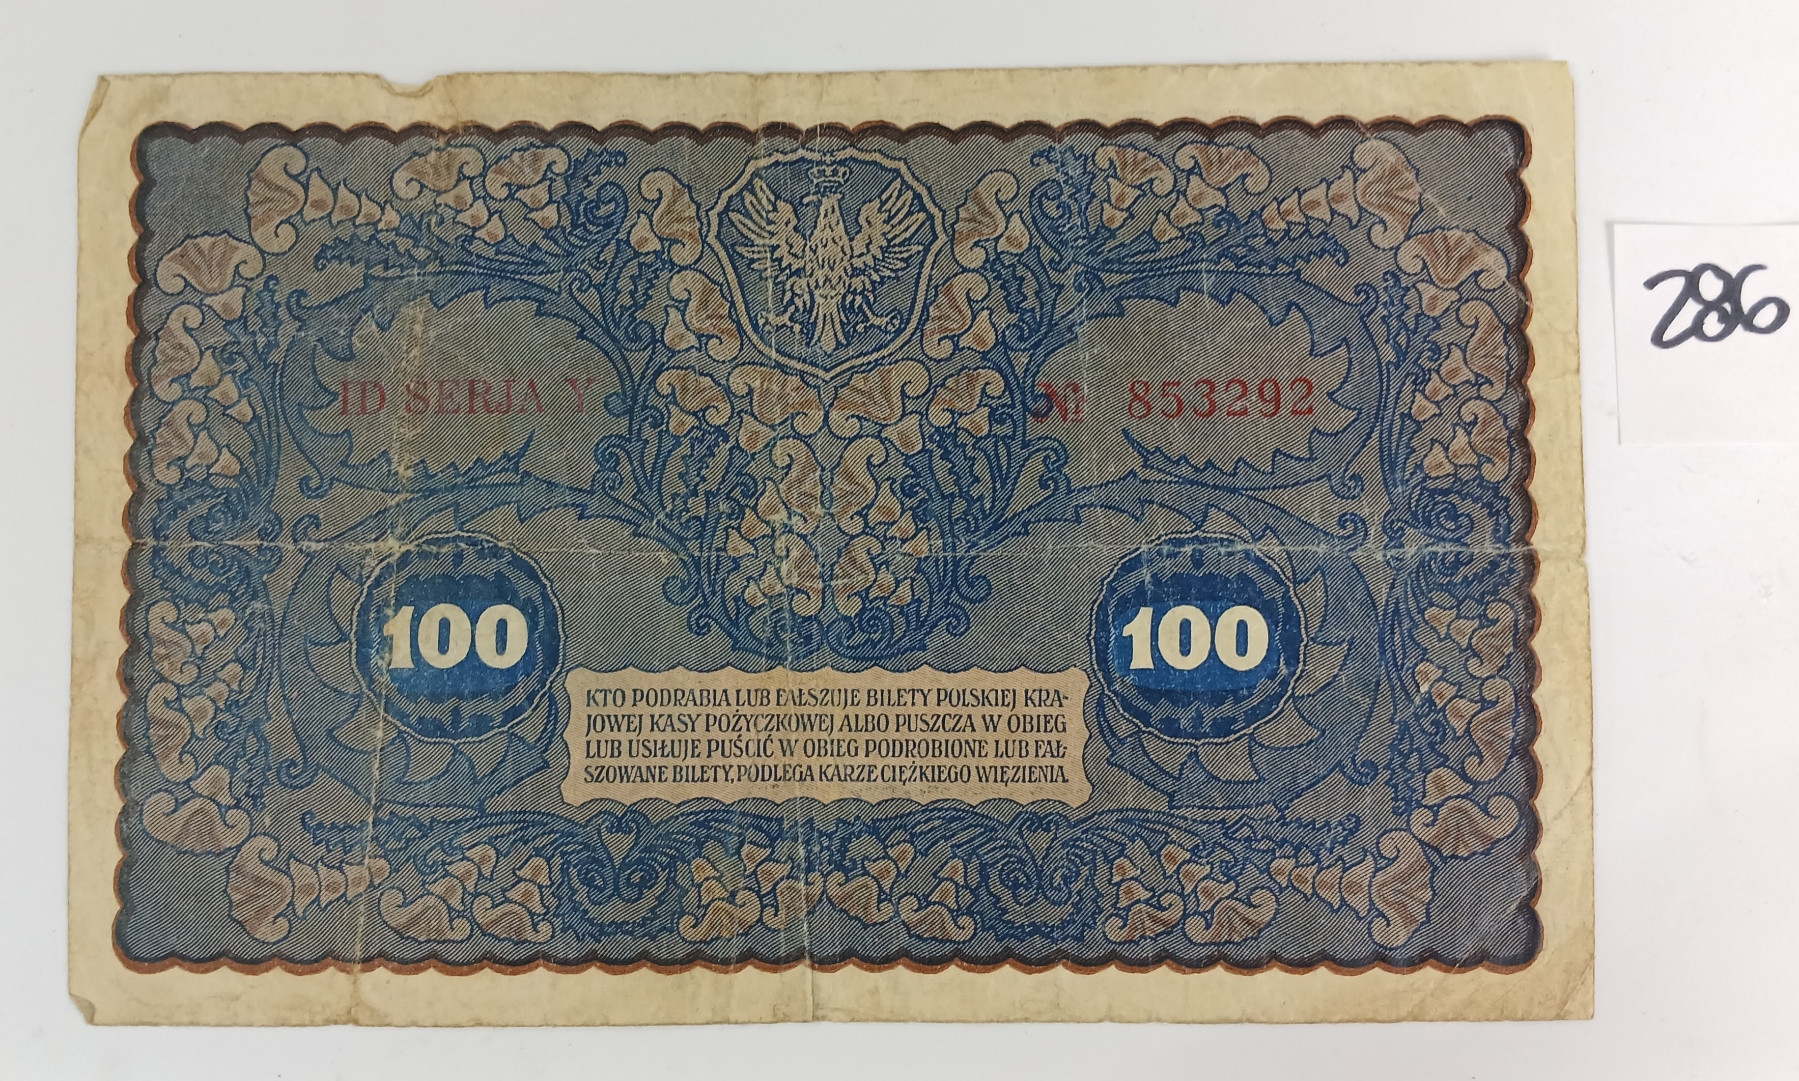 ID SERJA Y
№ 853292
286
100
100
KTO PODRABIA LUB FAŁSZUJE BILETY POLSKIEJ KRA-
JOWEJ KASY POŻYCZKOWEJ ALBO PUSZCZA W OBIEG
LUB USIŁUJE PUŚCIĆ W OBIEG PODROBIONE LUB FAŁ-
SZOWANE BILETY, PODLEGA KARZE CIĘŻKIEGO WIĘZIENIA.